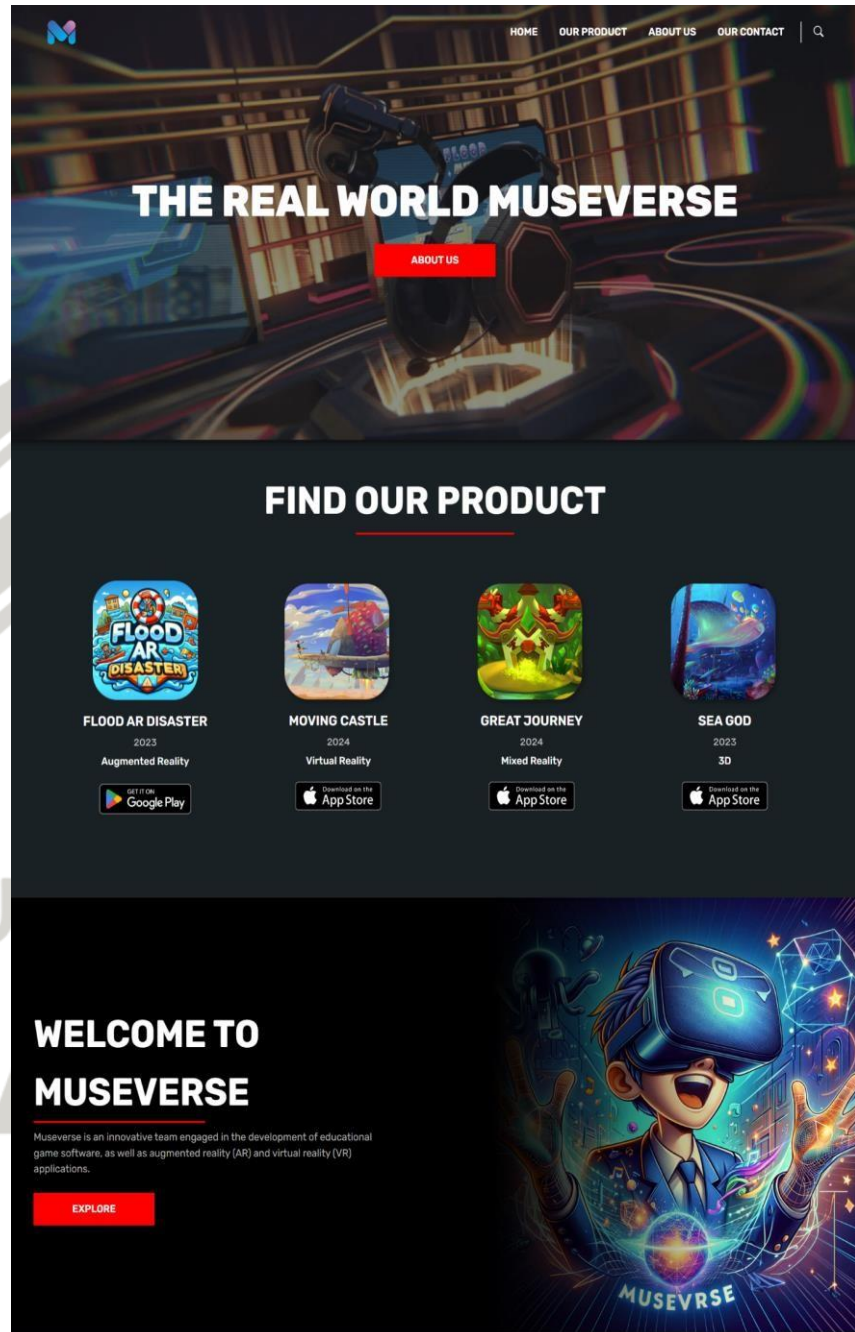 HOME OUR PRODUCT ABOUT US OUR CONTACT
THE REAL WORLD MUSEVERSE
ABOUT US
FIND OUR PRODUCT
FLOOD
AR
DISASTER
FLOOD AR DISASTER
2023
Augmented Reality
GET IT ON
Google Play
MOVING CASTLE
2024
Virtual Reality
Download on the
App Store
GREAT JOURNEY
2024
Mixed Reality
Download on the
App Store
SEA GOD
2023
3D
Download on the
App Store
WELCOME TO
MUSEVERSE
Museverse is an innovative team engaged in the development of educational
game software, as well as augmented reality (AR) and virtual reality (VR)
applications.
EXPLORE
MUSEVRSE